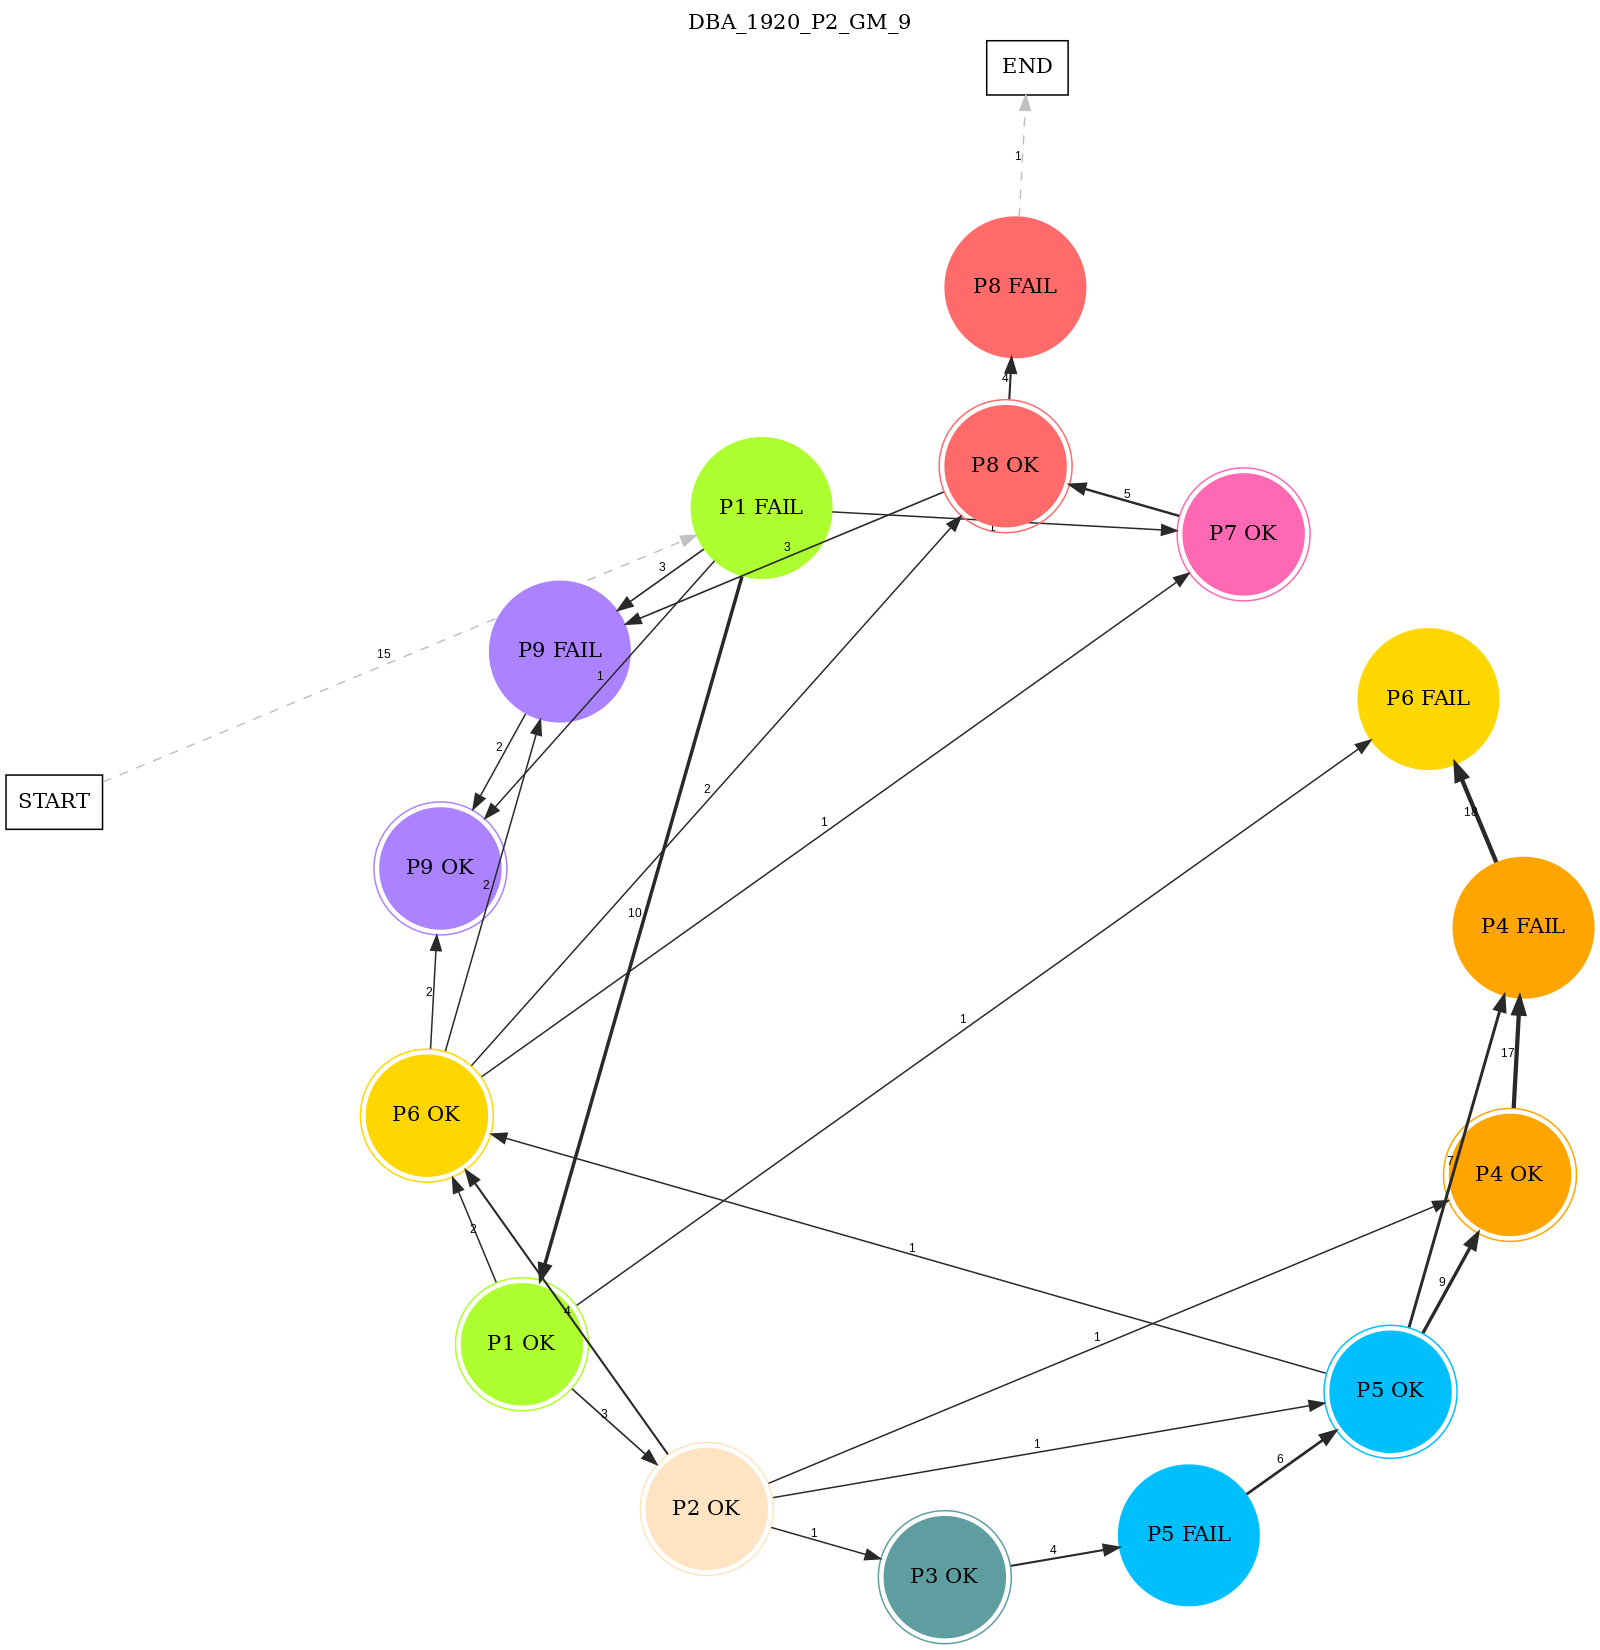 DBA_1920_P2_GM_9
END
1
P8 FAIL
4
P8 OK
P1 FAIL
5
P7 OK
1
3
3
15
P9 FAIL
1
P6 FAIL
2
START
2
1
18
P9 OK
2
10
P4 FAIL
2
1
17
P6 OK
7
P4 OK
2
1
9
4
1
P1 OK
P5 OK
3
1
6
P2 OK
1
P5 FAIL
4
P3 OK